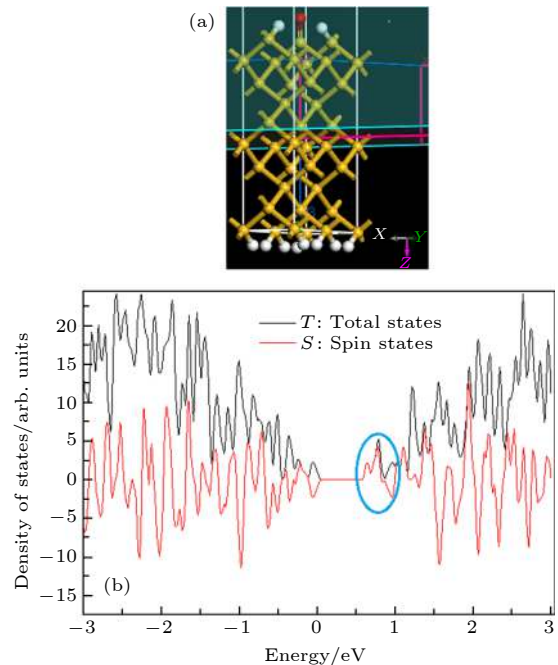 (a)
X
Y
Z
T: Total states
S: Spin states
Density of states/arb. units
20
15
10
5
0
−5
−10
−15
(b)
−3
−2
−1
0
1
2
3
Energy/eV